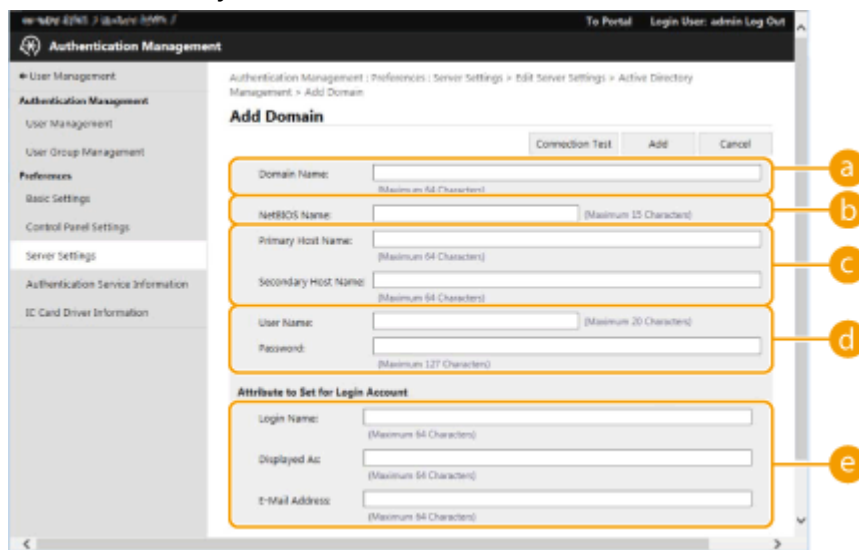 To Portal Login User: admin Log Out
Authentication Management
User Management
Authentication Management : Preferences : Server Settings > Edit Server Settings > Active Directory
Management > Add Domain
Authentication Management
User Management
User Group Management
Preferences
Basic Settings
Control Panel Settings
Server Settings
Authentication Service Information
IC Card Driver Information
Add Domain
Connection Test Add Cancel
Domain Name:
(Maximum 64 Characters)
a
NetBIOS Name: (Maximum 15 Characters)
b
Primary Host Name:
(Maximum 64 Characters)
Secondary Host Name:
(Maximum 64 Characters)
c
User Name: (Maximum 20 Characters)
Password:
(Maximum 127 Characters)
d
Attribute to Set for Login Account
Login Name:
(Maximum 64 Characters)
Displayed As:
(Maximum 64 Characters)
E-Mail Address:
(Maximum 64 Characters)
e